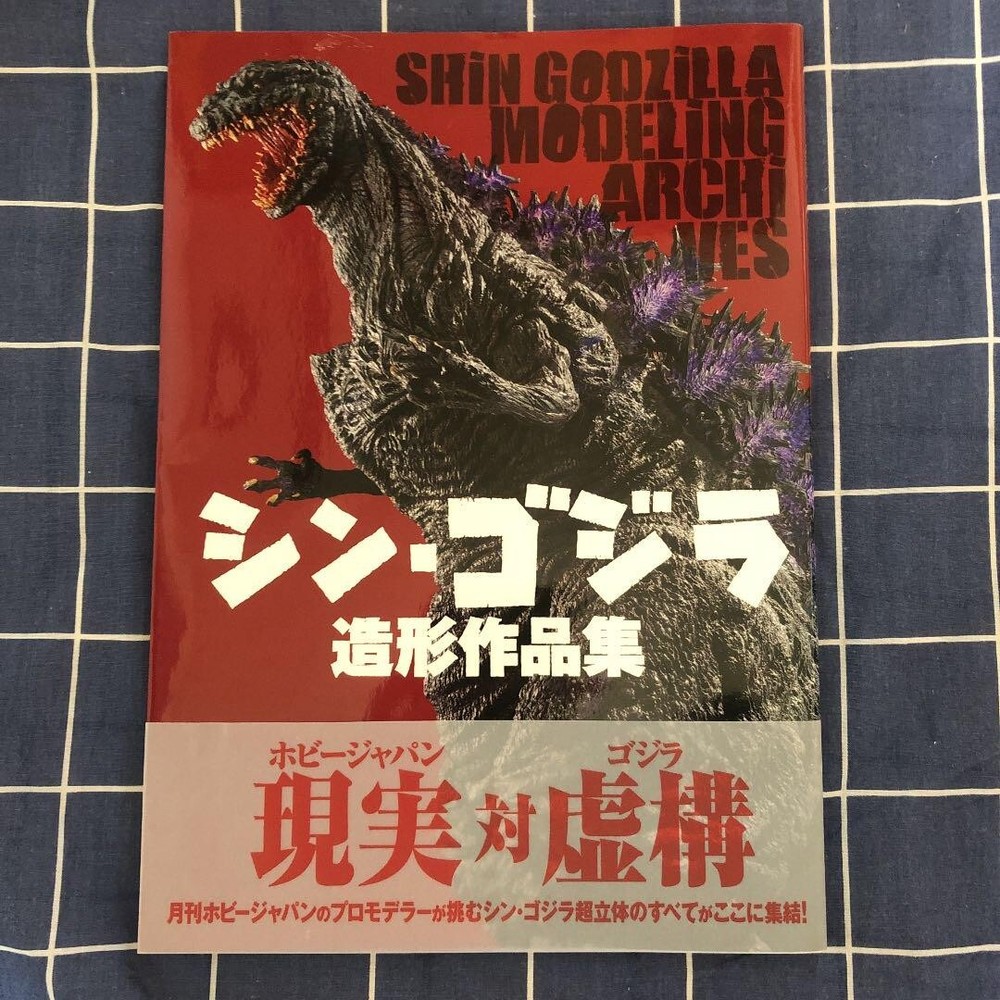 SHiN GODZiLLA
MODELiNG
ARCHi
VES
シン・ゴジラ
造形作品集
ホビージャパン ゴジラ
現実対虚構
月刊ホビージャパンのプロモデラーが挑むシン・ゴジラ超立体のすべてがここに集結!